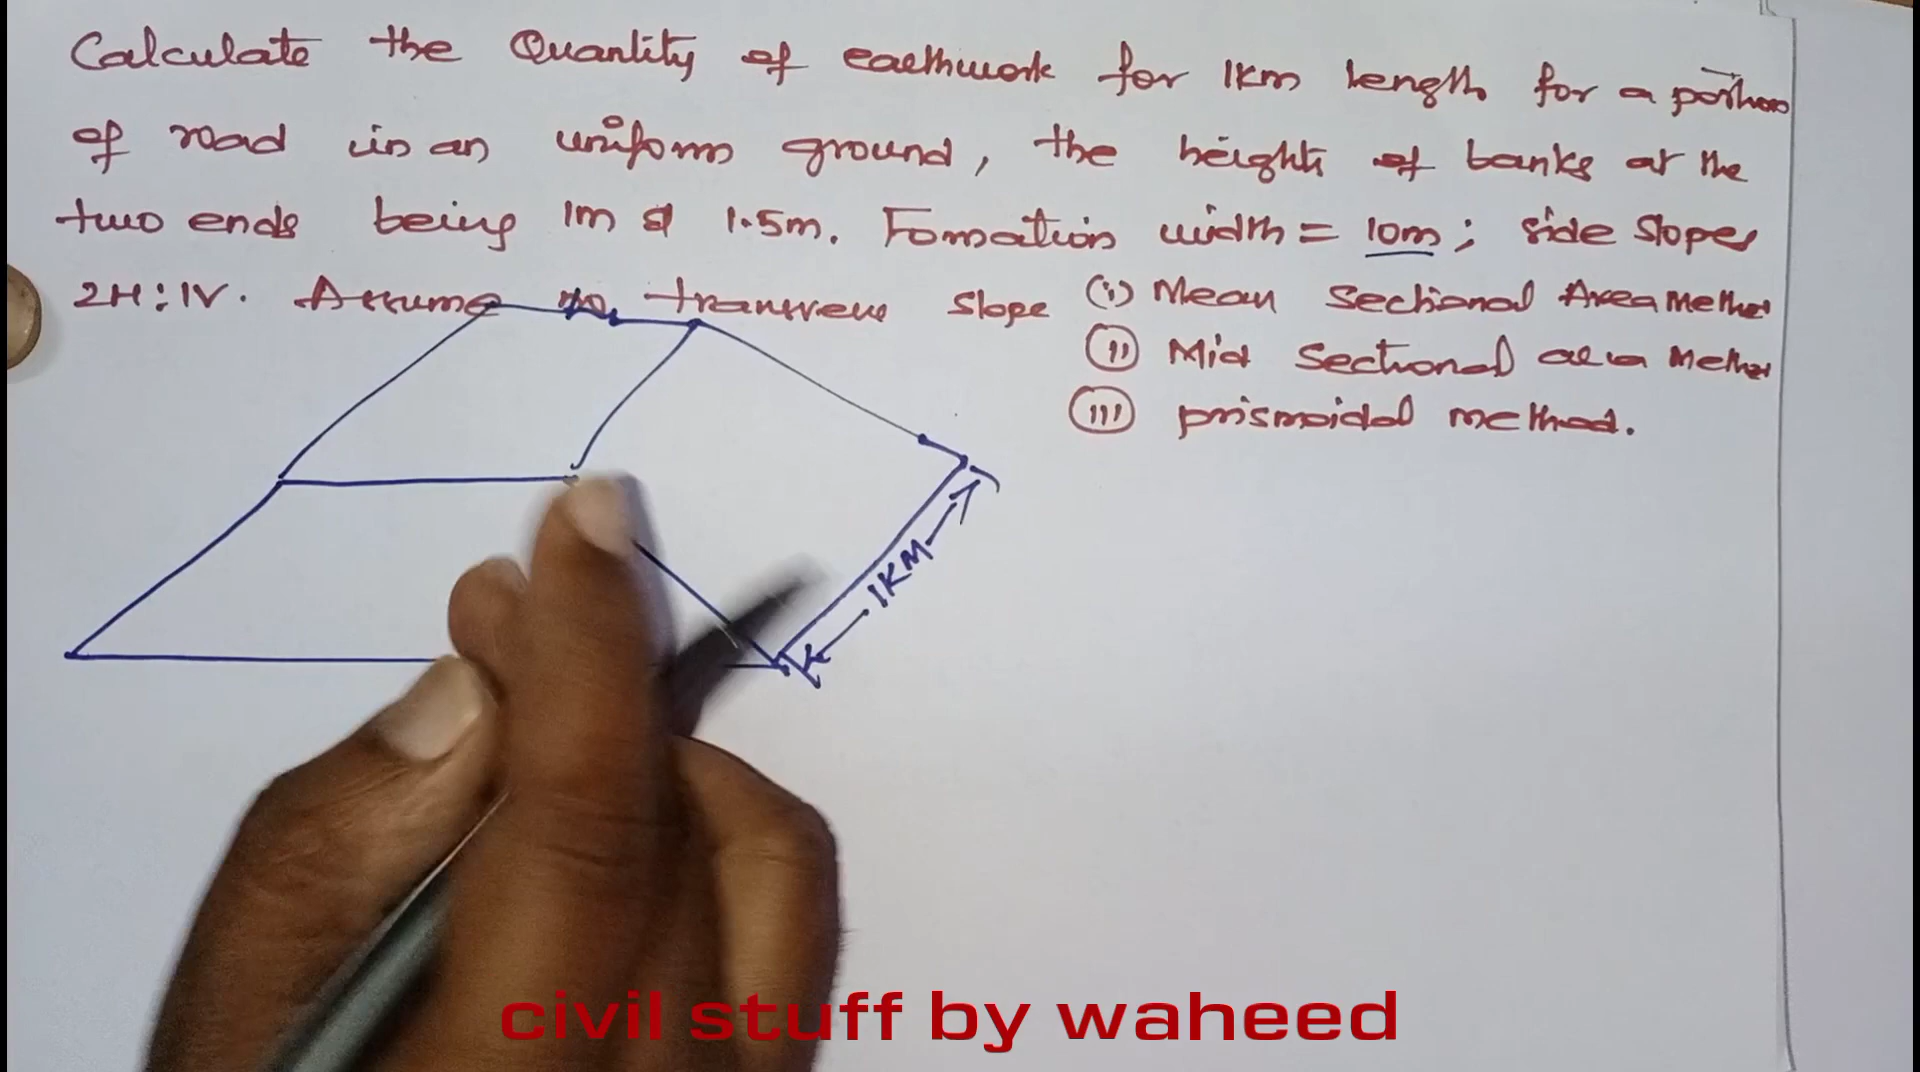 Calculate the Quantity of earthwork for 1km length for a portion
of road in an uniform ground, the heights of banks at the
two ends being 1m & 1.5m. Formation width = 10m; side slopes
2H:1V. Assume no transverse slope (i) Mean Sectional Area Method
(ii) Mid Sectional area Method
(iii) prismoidal method.
1KM
civil stuff by waheed